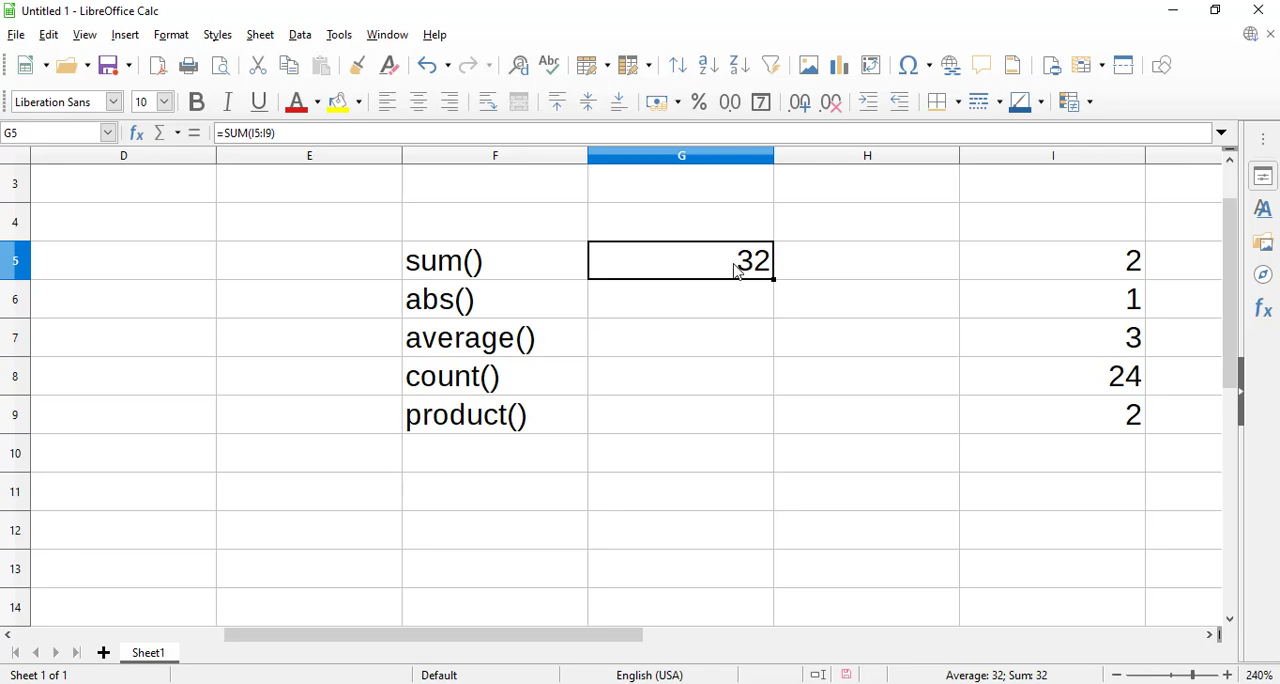 Untitled 1 - LibreOffice Calc
File Edit View Insert Format Styles Sheet Data Tools Window Help
Liberation Sans 10
G5 =SUM(I5:I9)
D E F G H I
3
4
5 sum() 32 2
6 abs() 1
7 average() 3
8 count() 24
9 product() 2
10
11
12
13
14
Sheet1
Sheet 1 of 1 Default English (USA) Average: 32; Sum: 32 240%